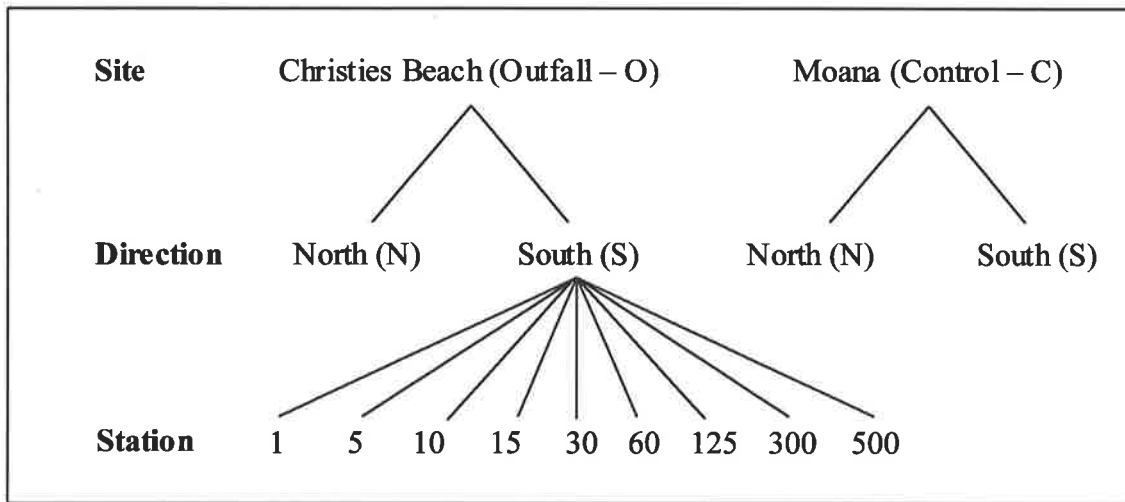 Site Christies Beach (Outfall – O) Moana (Control – C)
Direction North (N) South (S) North (N) South (S)
Station 1 5 10 15 30 60 125 300 500